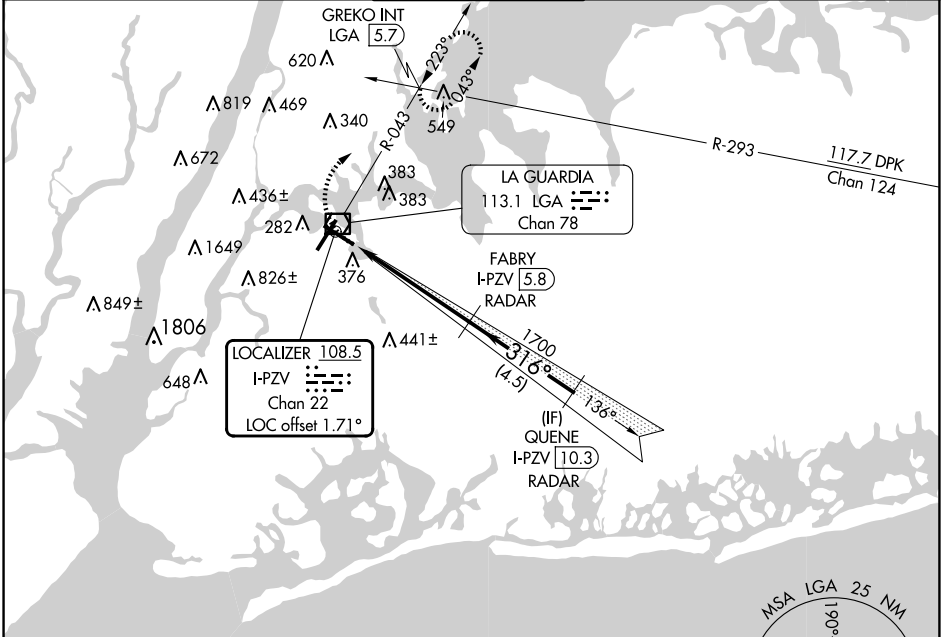 GREKO INT
LGA 5.7
620
223°
043°
819
469
340
549
R-043
R-293
117.7 DPK
Chan 124
672
383
383
436±
282
LA GUARDIA
113.1 LGA
Chan 78
1649
376
826±
FABRY
I-PZV 5.8
RADAR
849±
1806
441±
1700
316°
(4.5)
136°
LOCALIZER 108.5
I-PZV
Chan 22
LOC offset 1.71°
648
(IF)
QUENE
I-PZV 10.3
RADAR
MSA LGA 25 NM
190°